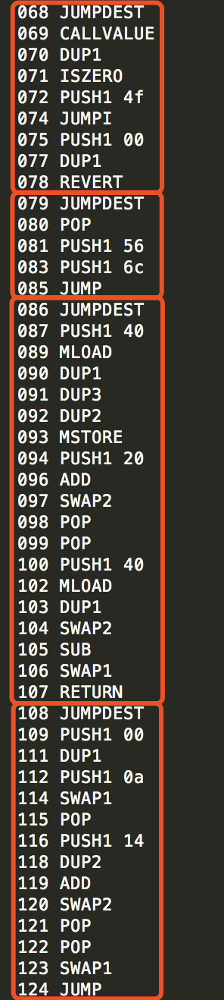 068 JUMPDEST
069 CALLVALUE
070 DUP1
071 ISZERO
072 PUSH1 4f
074 JUMPI
075 PUSH1 00
077 DUP1
078 REVERT
079 JUMPDEST
080 POP
081 PUSH1 56
083 PUSH1 6c
085 JUMP
086 JUMPDEST
087 PUSH1 40
089 MLOAD
090 DUP1
091 DUP3
092 DUP2
093 MSTORE
094 PUSH1 20
096 ADD
097 SWAP2
098 POP
099 POP
100 PUSH1 40
102 MLOAD
103 DUP1
104 SWAP2
105 SUB
106 SWAP1
107 RETURN
108 JUMPDEST
109 PUSH1 00
111 DUP1
112 PUSH1 0a
114 SWAP1
115 POP
116 PUSH1 14
118 DUP2
119 ADD
120 SWAP2
121 POP
122 POP
123 SWAP1
124 JUMP